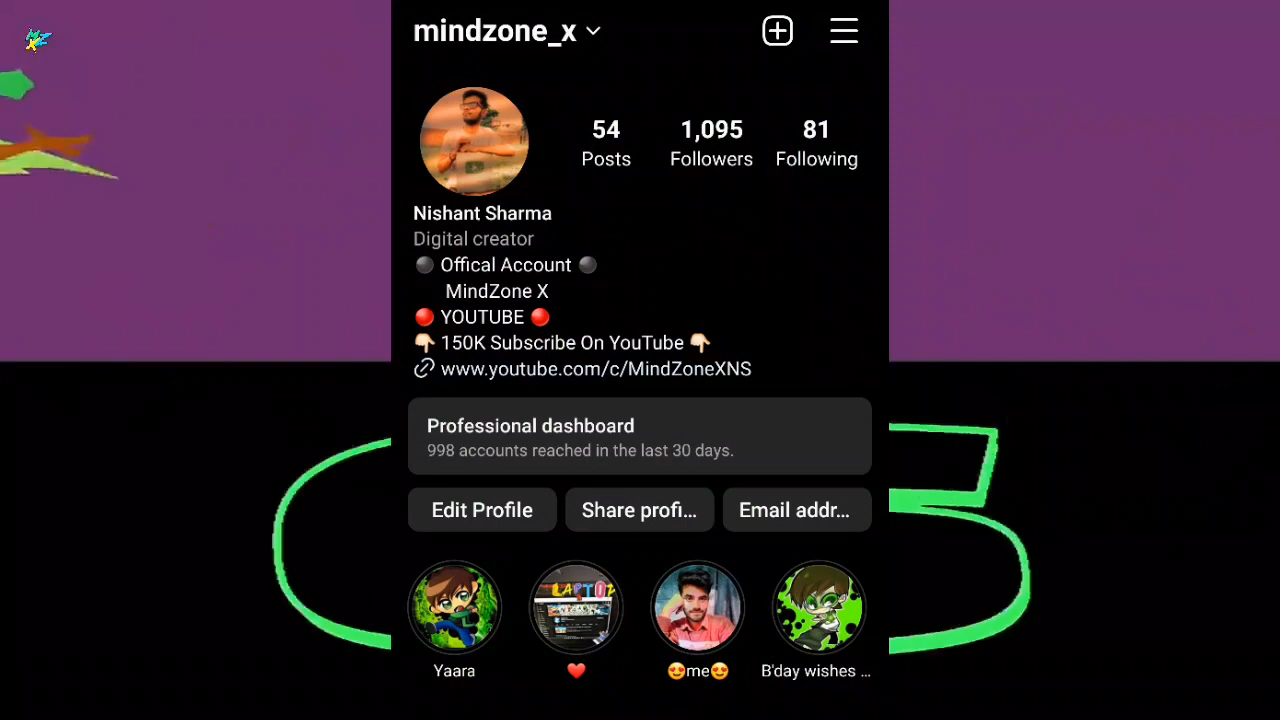 mindzone_x
54
1,095
81
Posts
Followers
Following
Nishant Sharma
Digital creator
Offical Account
MindZone X
YOUTUBE
150K Subscribe On YouTube
www.youtube.com/c/MindZoneXNS
Professional dashboard
998 accounts reached in the last 30 days.
Edit Profile
Share profi...
Email addr...
LAPTOP
Yaara
❤️
😍me😍
B'day wishes ...